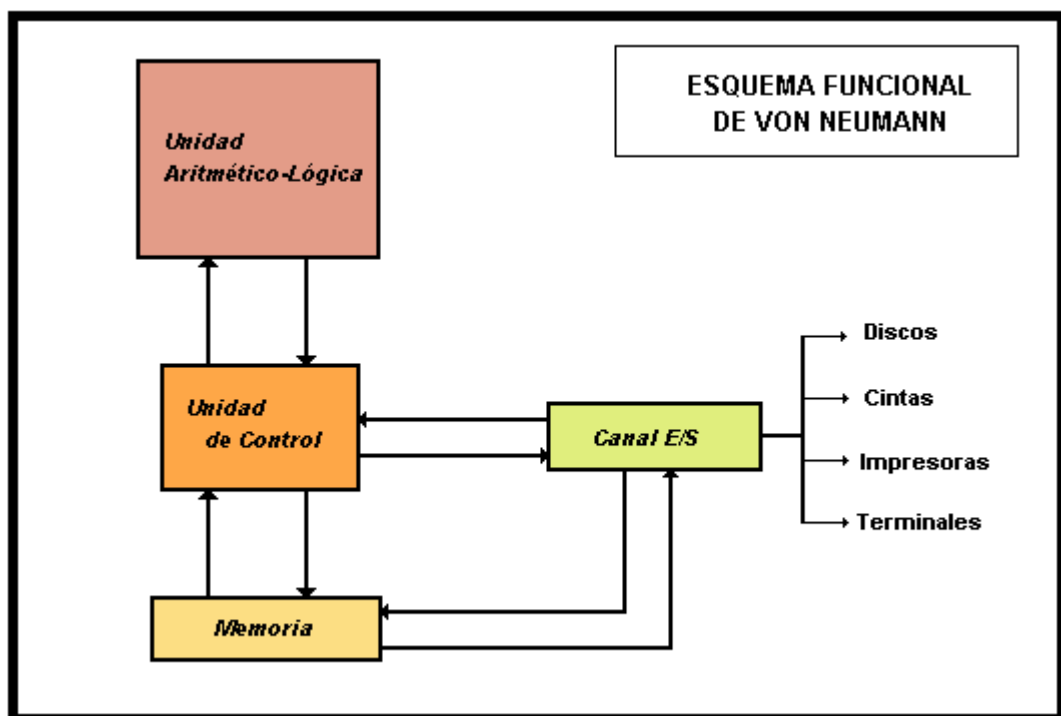 ESQUEMA FUNCIONAL
DE VON NEUMANN
Unidad
Aritmético-Lógica
Unidad
de Control
Canal E/S
Memoria
Discos
Cintas
Impresoras
Terminales